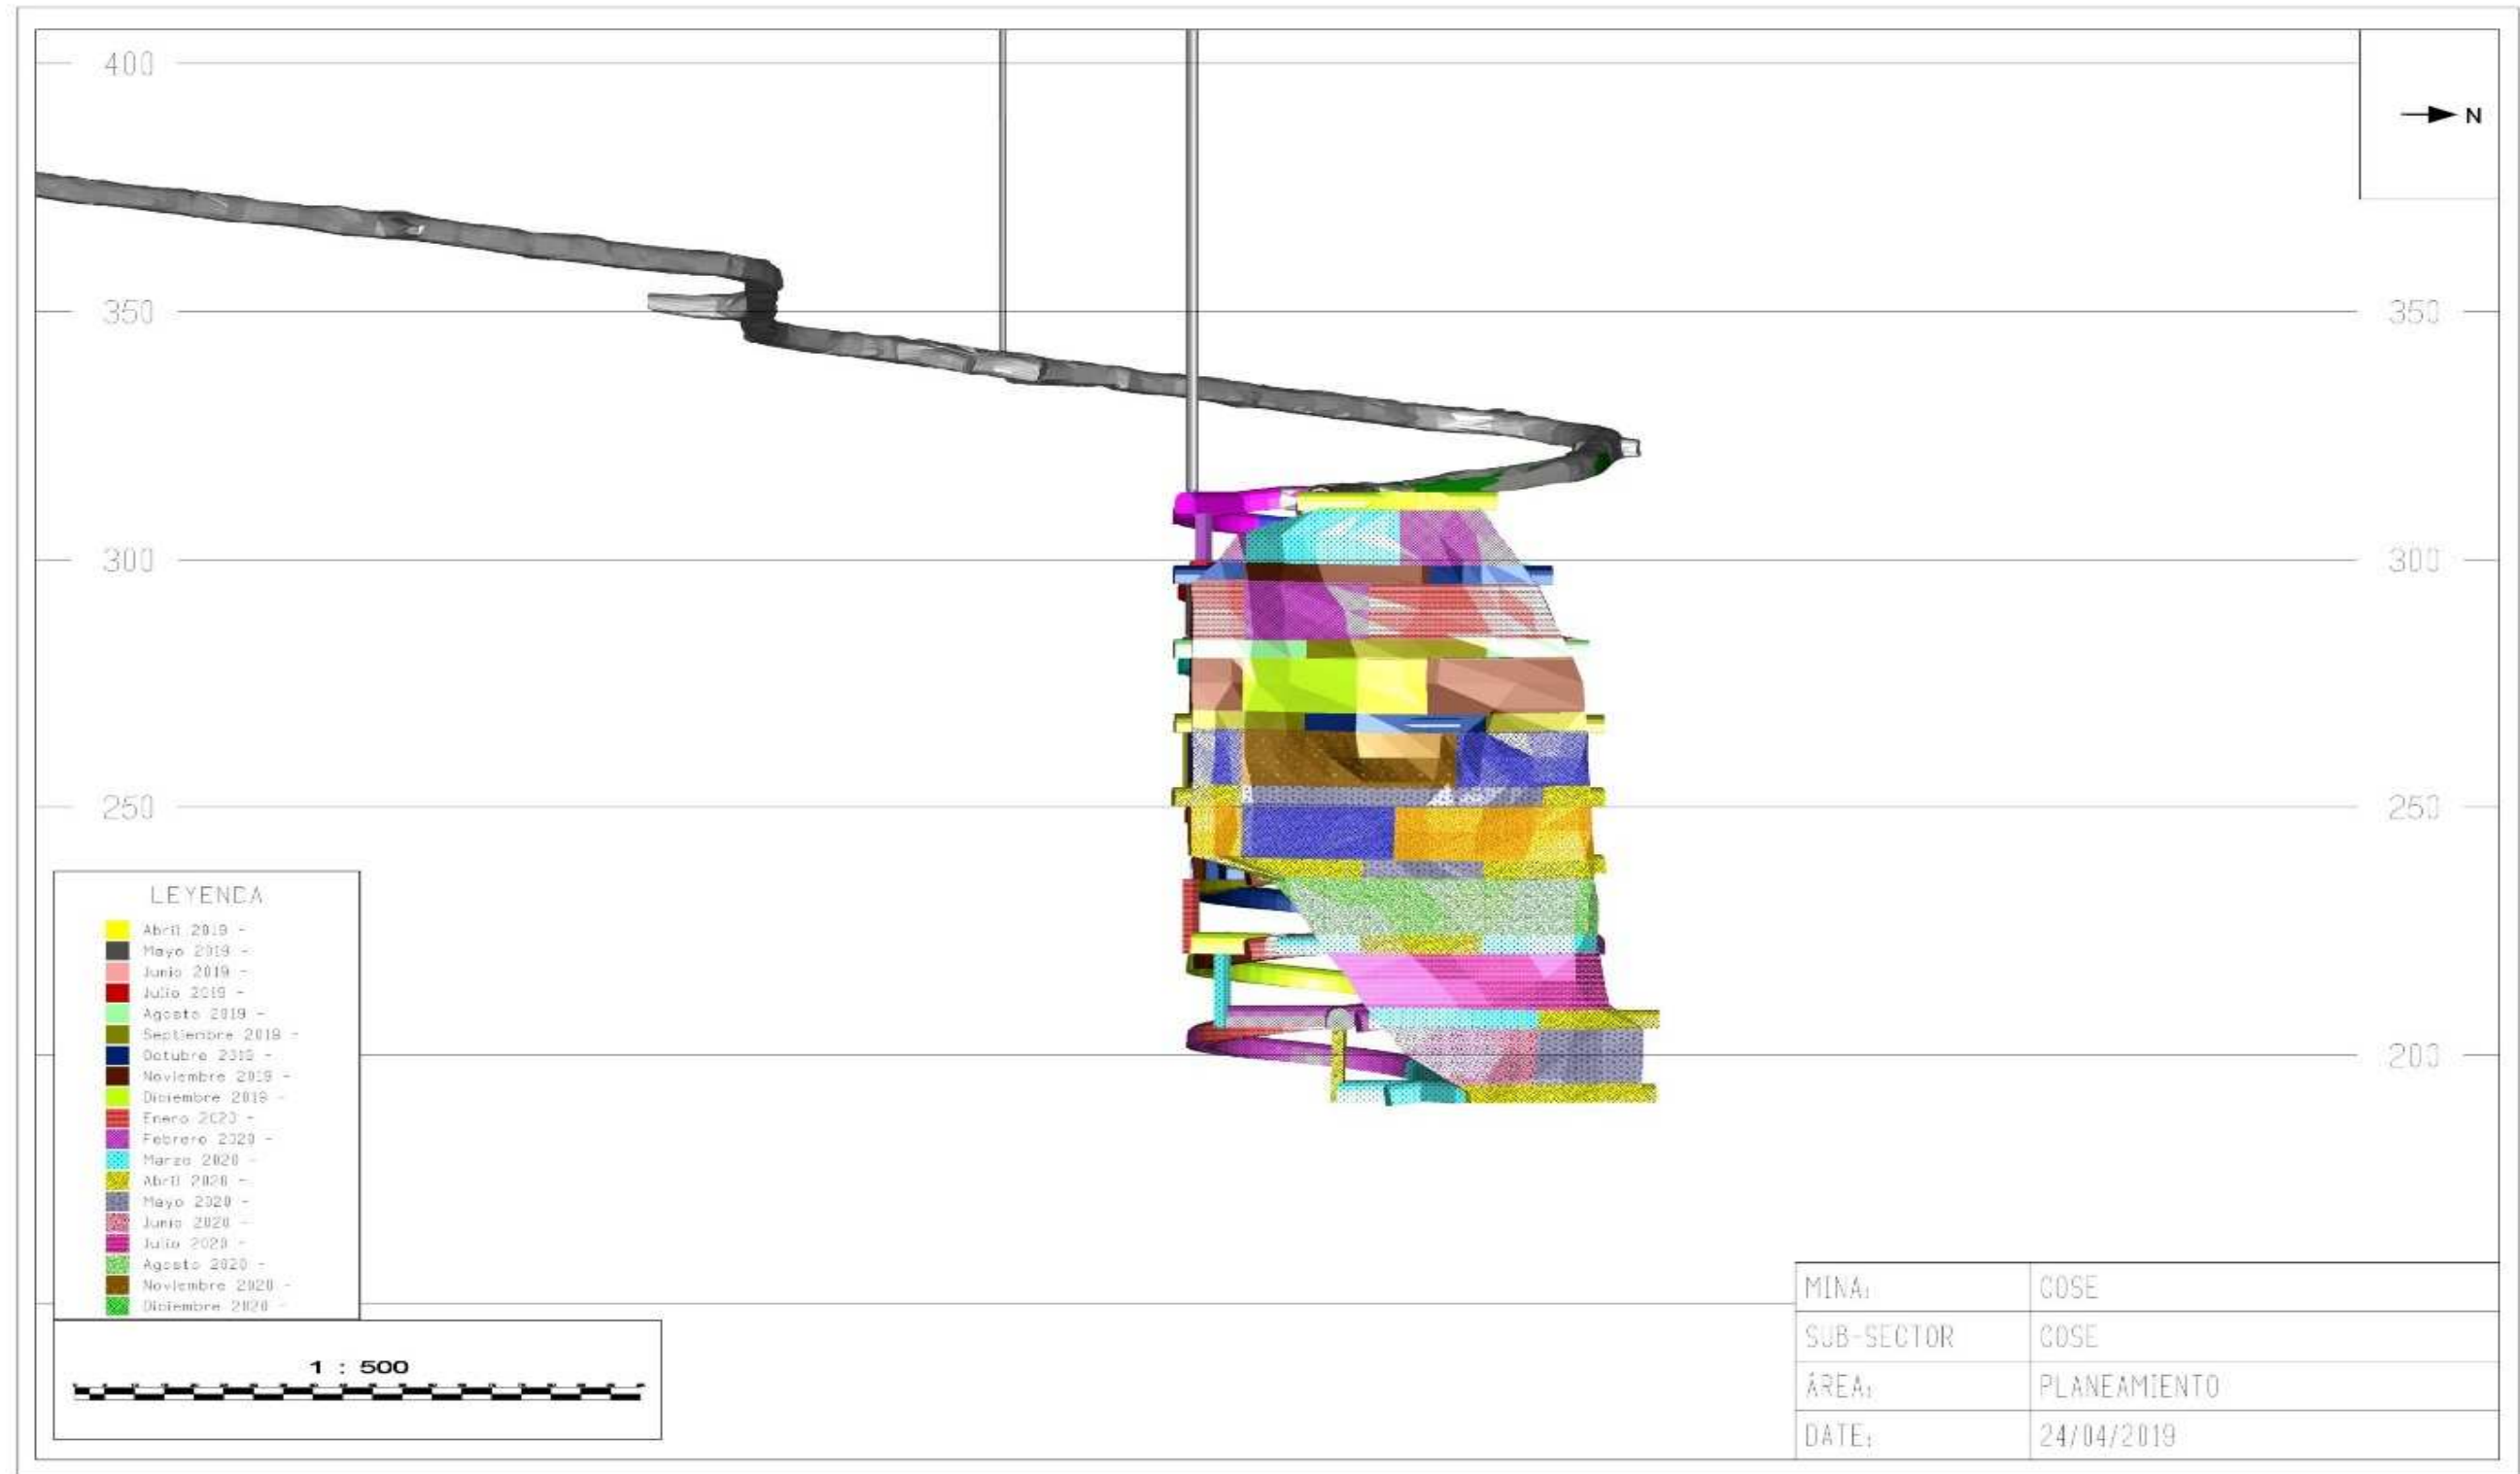 400
N
350
350
300
300
250
250
200
LEYENDA
Abril 2019 -
Mayo 2019 -
Junio 2019 -
Julio 2019 -
Agosto 2019 -
Septiembre 2019 -
Octubre 2019 -
Noviembre 2019 -
Diciembre 2019 -
Enero 2020 -
Febrero 2020 -
Marzo 2020 -
Abril 2020 -
Mayo 2020 -
Junio 2020 -
Julio 2020 -
Agosto 2020 -
Noviembre 2020 -
Diciembre 2020 -
1 : 500
MINA: COSE
SUB-SECTOR COSE
ÁREA: PLANEAMIENTO
DATE: 24/04/2019